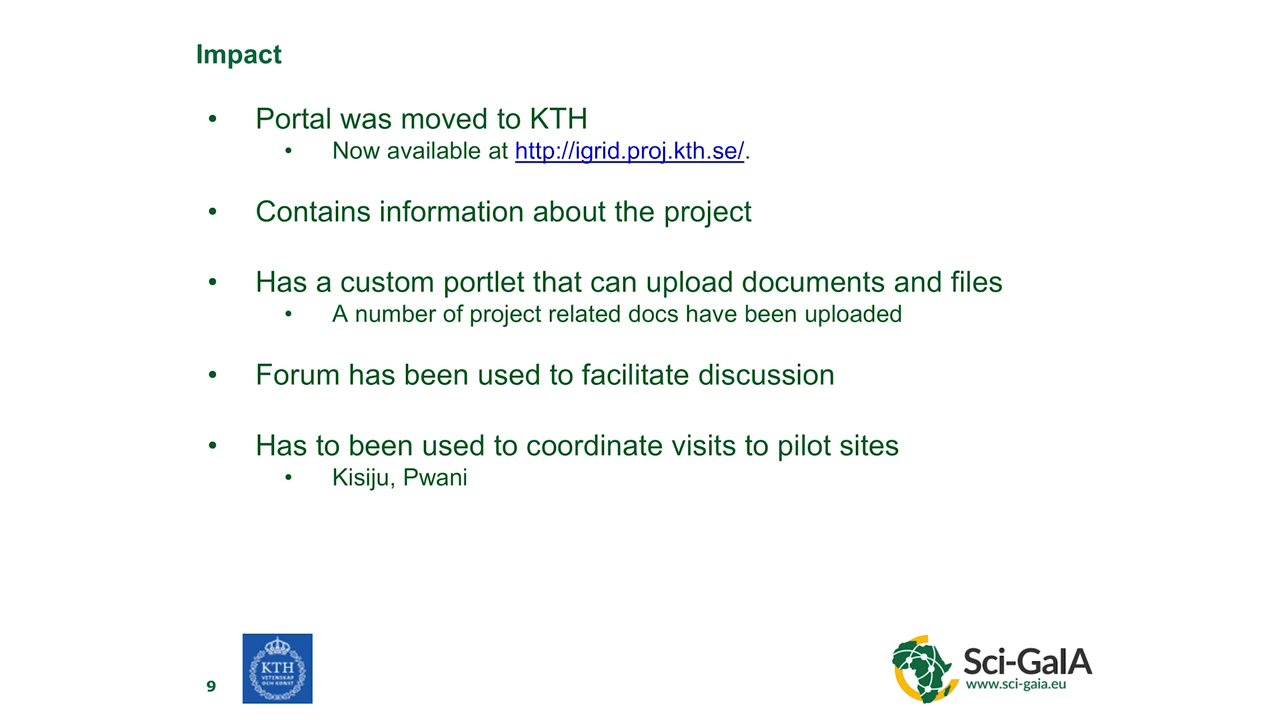 Impact
• Portal was moved to KTH
• Now available at http://igrid.proj.kth.se/.
• Contains information about the project
• Has a custom portlet that can upload documents and files
• A number of project related docs have been uploaded
• Forum has been used to facilitate discussion
• Has to been used to coordinate visits to pilot sites
• Kisiju, Pwani
9
KTH
VETENSKAP
OCH KONST
Sci-GaIA
www.sci-gaia.eu